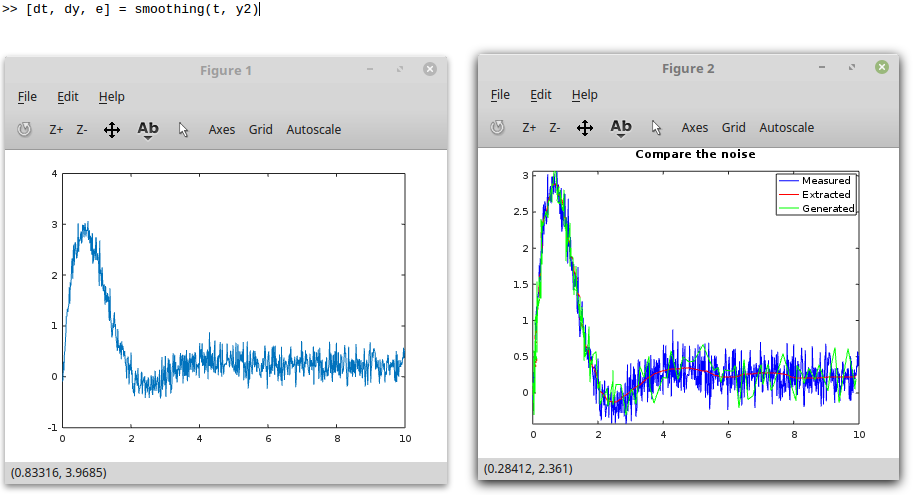 >> [dt, dy, e] = smoothing(t, y2)
Figure 1
File Edit Help
Z+ Z- Ab Axes Grid Autoscale
4
3
2
1
0
-1
0 2 4 6 8 10
(0.83316, 3.9685)
Figure 2
File Edit Help
Z+ Z- Ab Axes Grid Autoscale
Compare the noise
Measured
Extracted
Generated
3
2.5
2
1.5
1
0.5
0
0 2 4 6 8 10
(0.28412, 2.361)